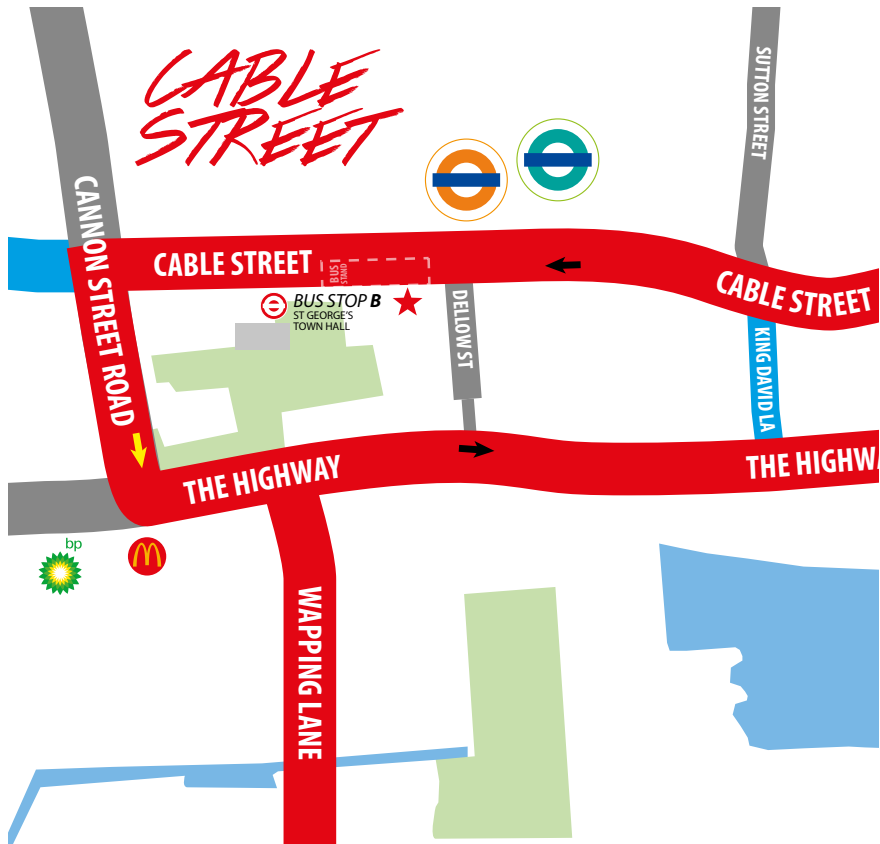 CABLE
STREET
SUTTON STREET
CANNON STREET ROAD
CABLE STREET
BUS
STAND
CABLE STREET
BUS STOP B
ST GEORGE'S
TOWN HALL
DELLOW ST
KING DAVID LA
THE HIGHWAY
THE HIGHWA
bp
WAPPING LANE